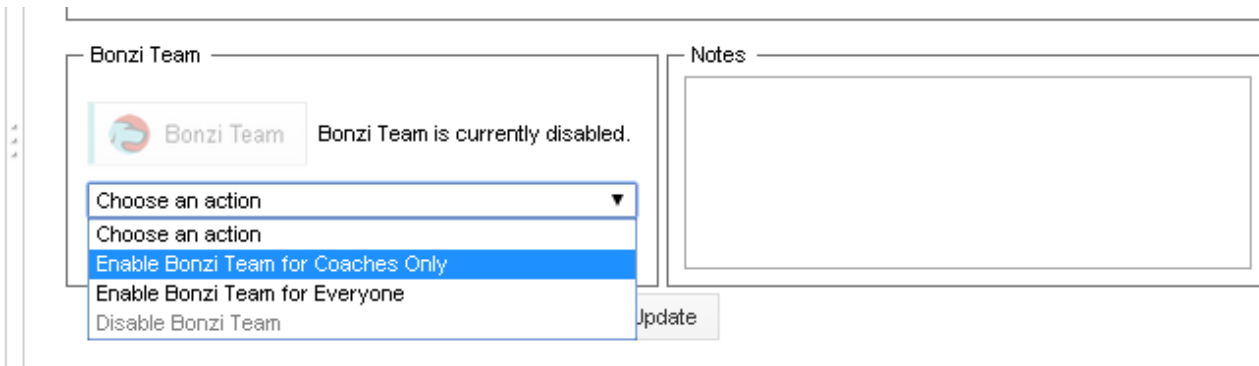 Bonzi Team
Bonzi Team
Bonzi Team is currently disabled.
Choose an action
Choose an action
Enable Bonzi Team for Coaches Only
Enable Bonzi Team for Everyone
Disable Bonzi Team
Notes
Update